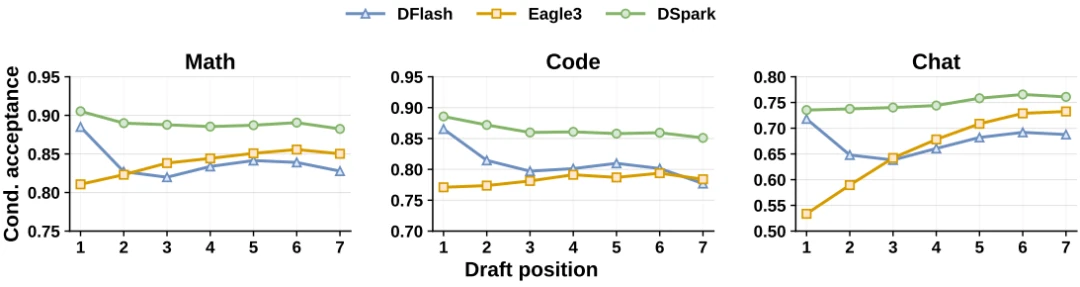 DFlash Eagle3 DSpark
Math Code Chat
Cond. acceptance
0.95 0.95 0.80
0.90 0.90 0.75
0.85 0.85 0.70
0.80 0.80 0.65
0.75 0.75 0.60
0.70 0.55
0.50
1 2 3 4 5 6 7 1 2 3 4 5 6 7 1 2 3 4 5 6 7
Draft position